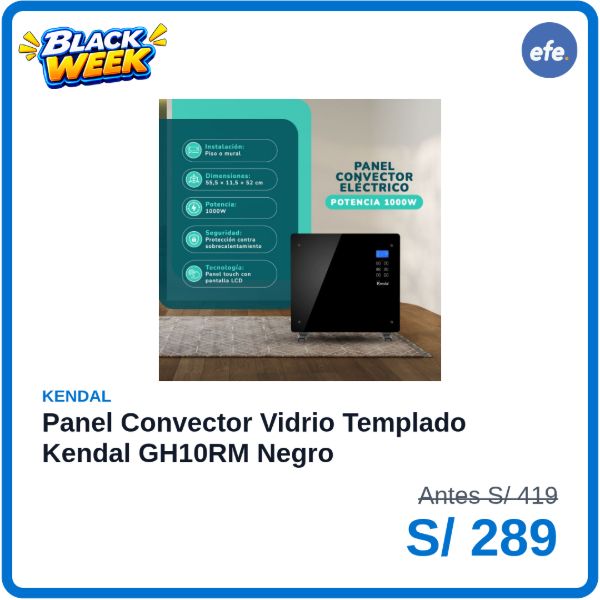 BLACK
WEEK
efe.
Instalación:
Piso o mural
Dimensiones:
55,5 x 11,5 x 52 cm
Potencia:
1000W
Seguridad:
Protección contra
sobrecalentamiento
Tecnología:
Panel touch con
pantalla LCD
PANEL
CONVECTOR
ELÉCTRICO
POTENCIA 1000W
Kendal
KENDAL
Panel Convector Vidrio Templado
Kendal GH10RM Negro
Antes S/ 419
S/ 289